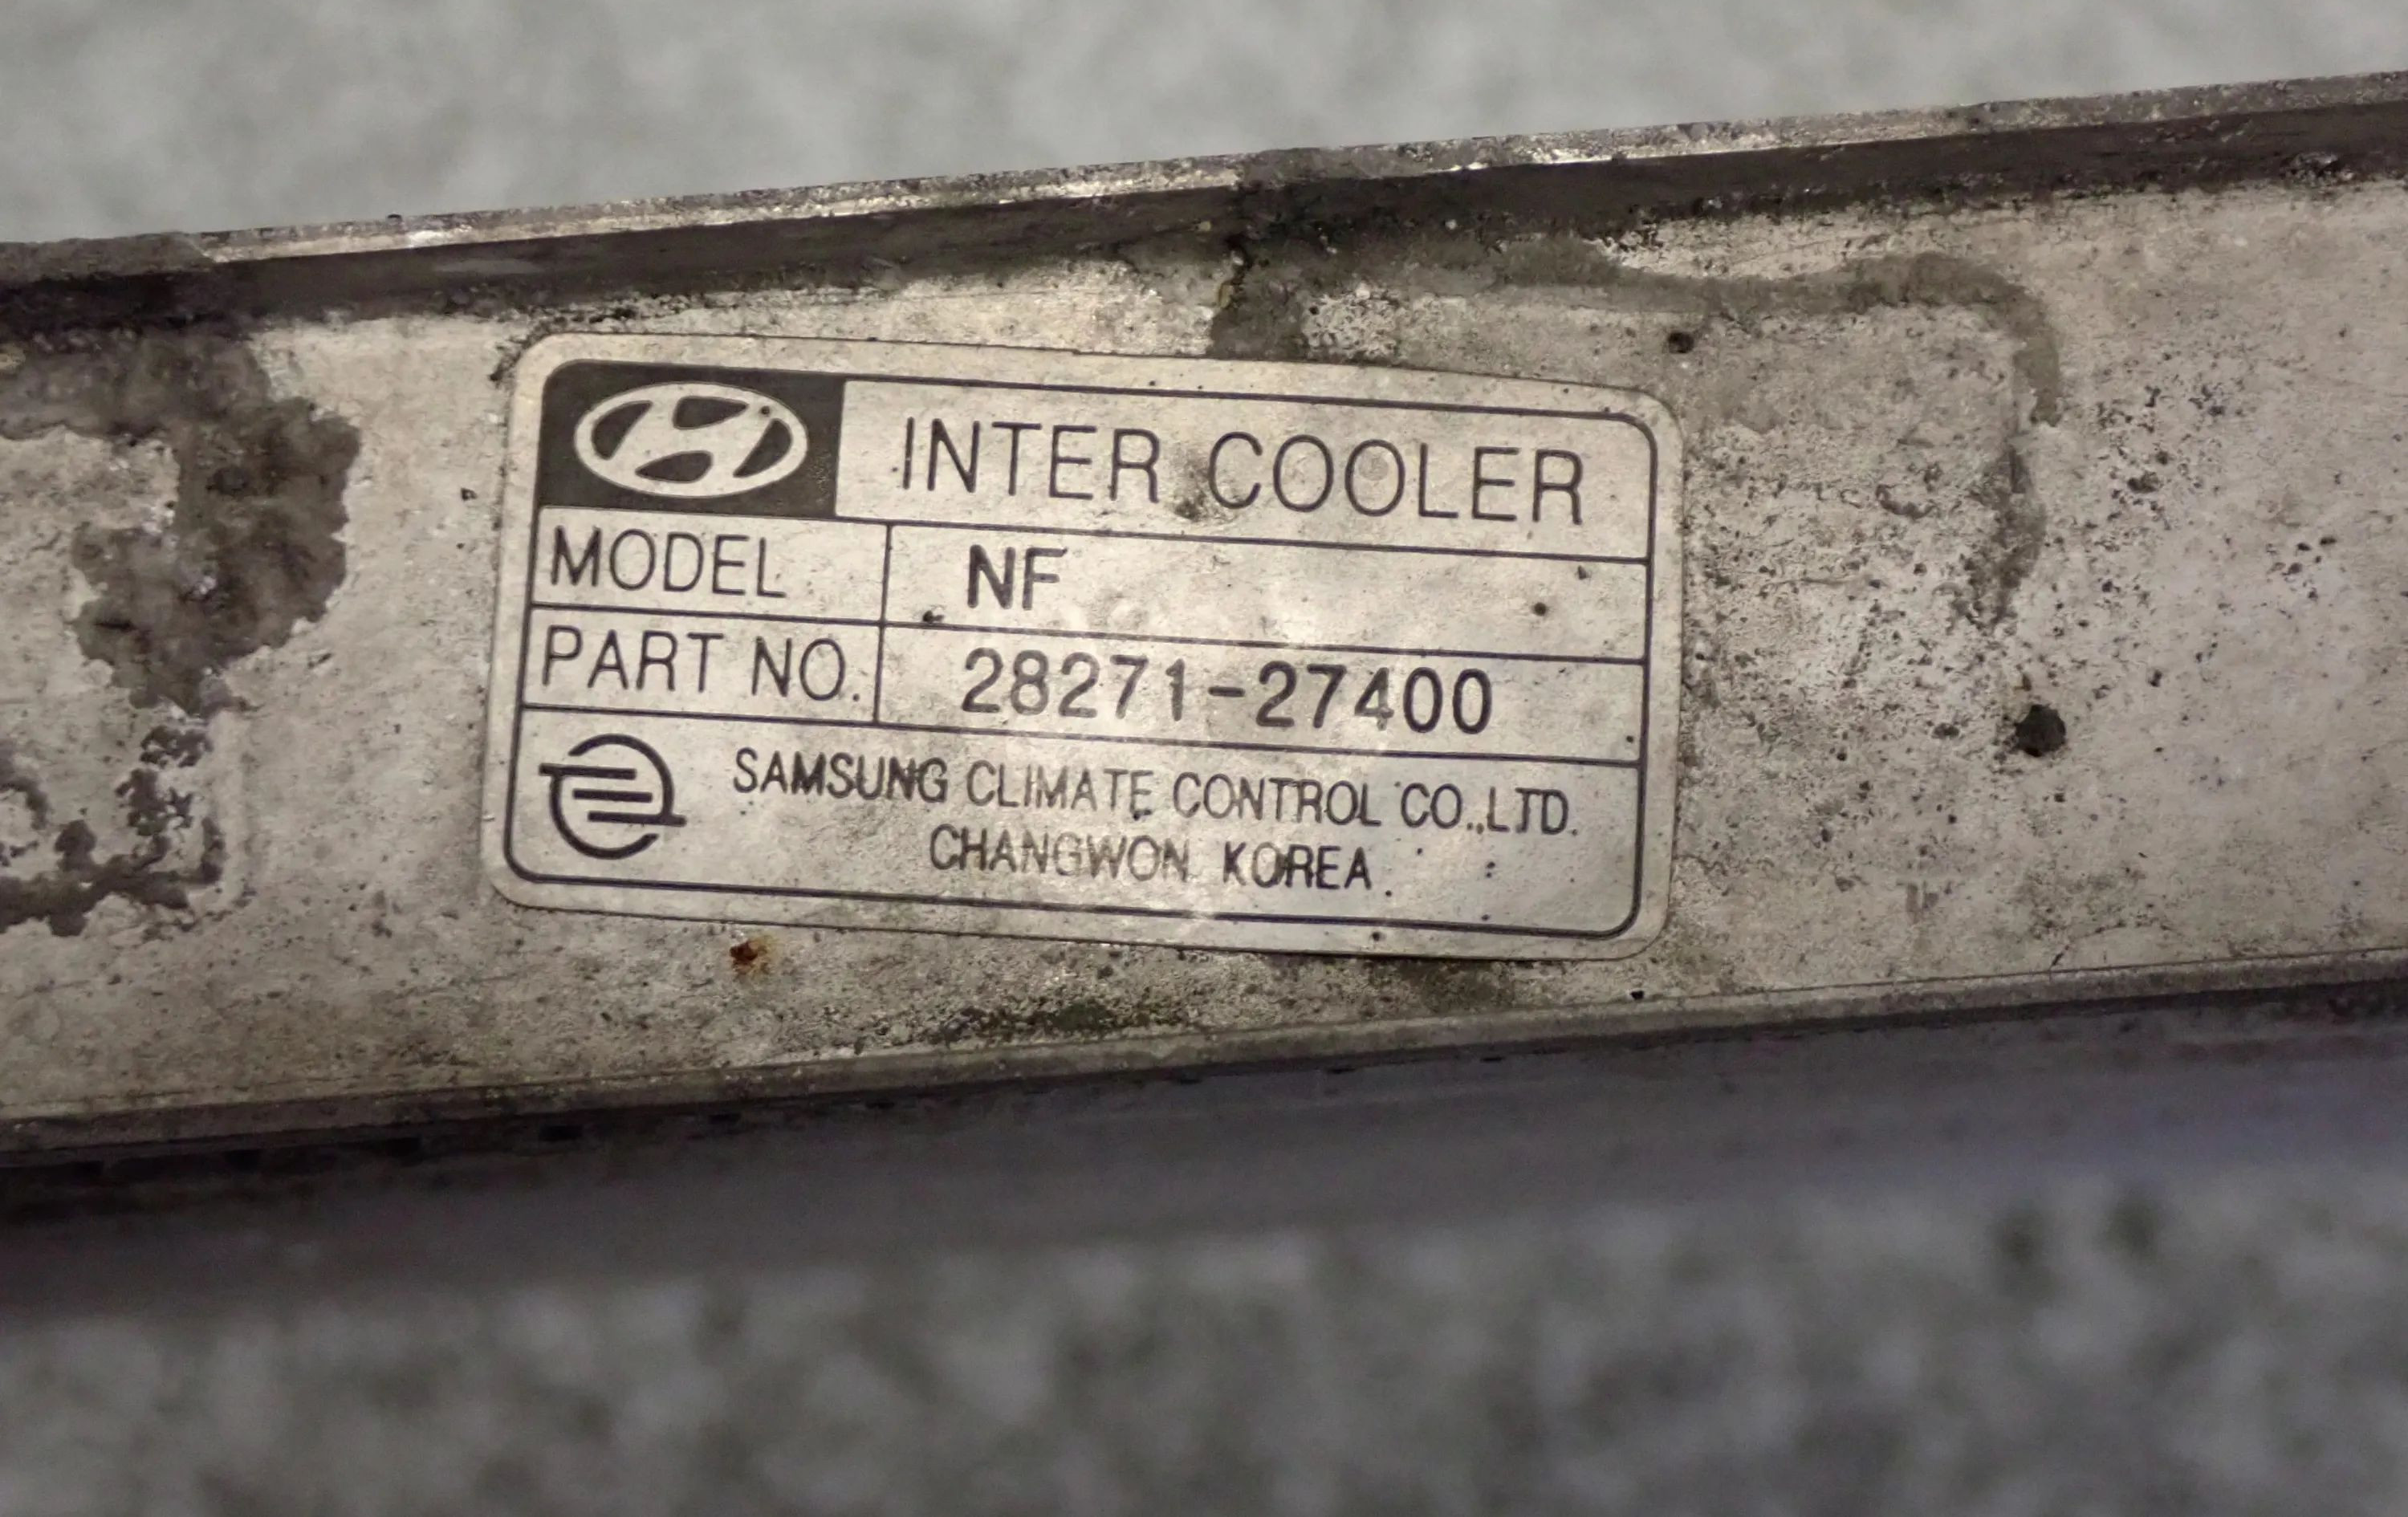 INTER COOLER
MODEL NF
PART NO. 28271-27400
SAMSUNG CLIMATE CONTROL CO.,LTD.
CHANGWON KOREA.